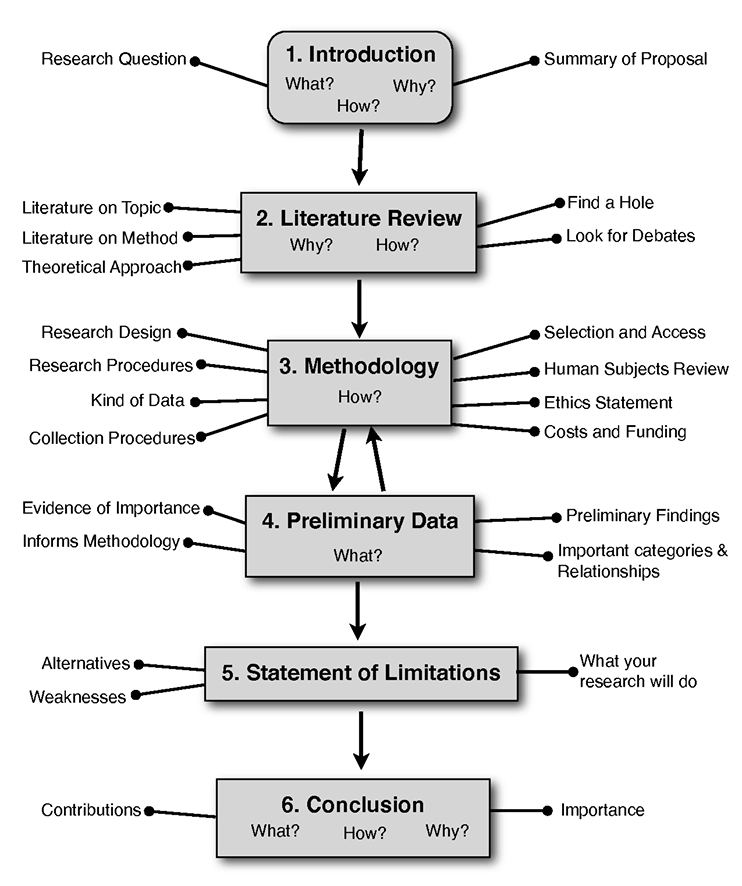 1. Introduction
What?
Why?
How?
Research Question
Summary of Proposal
2. Literature Review
Why?
How?
Literature on Topic
Literature on Method
Theoretical Approach
Find a Hole
Look for Debates
3. Methodology
How?
Research Design
Research Procedures
Kind of Data
Collection Procedures
Selection and Access
Human Subjects Review
Ethics Statement
Costs and Funding
4. Preliminary Data
What?
Evidence of Importance
Informs Methodology
Preliminary Findings
Important categories &
Relationships
5. Statement of Limitations
Alternatives
Weaknesses
What your
research will do
6. Conclusion
What?
How?
Why?
Contributions
Importance